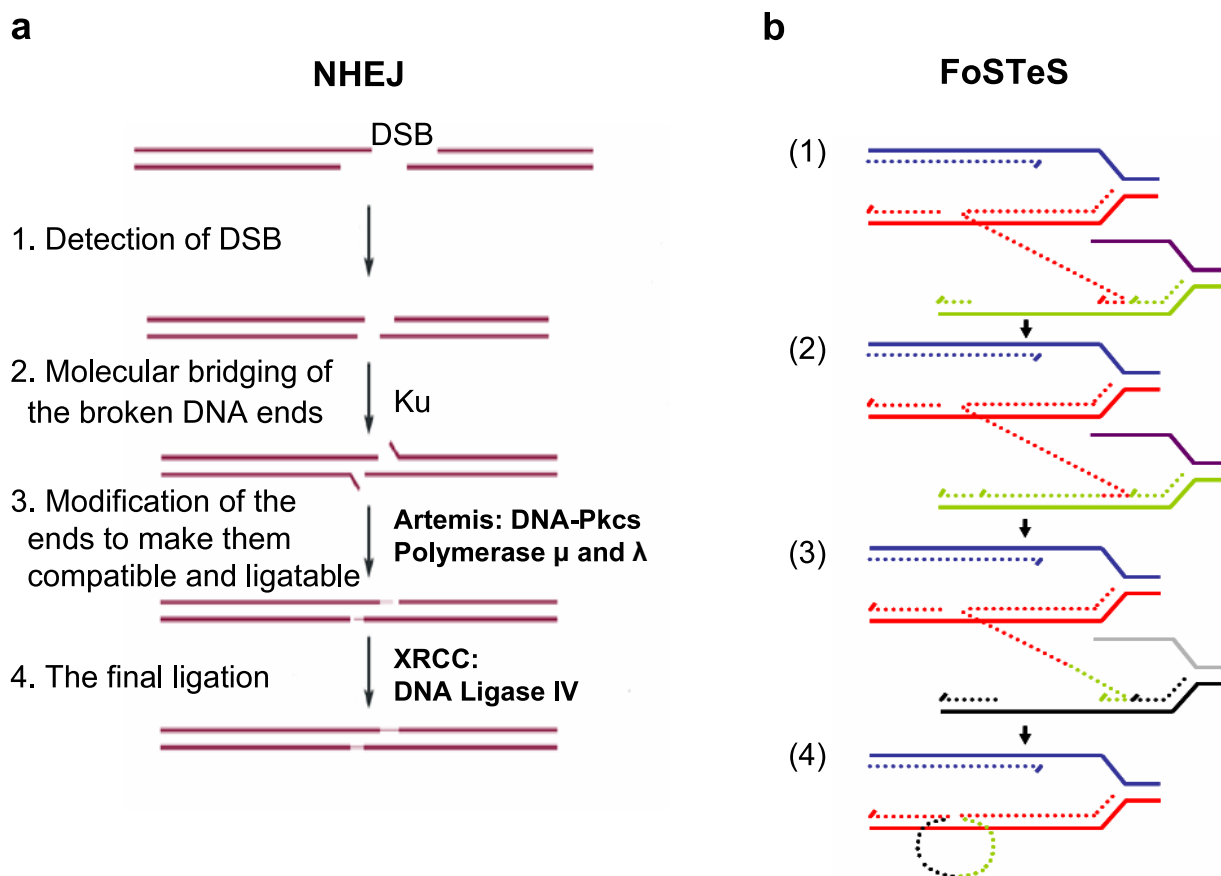 a
NHEJ
DSB
1. Detection of DSB
2. Molecular bridging of
the broken DNA ends
Ku
3. Modification of the
ends to make them
compatible and ligatable
Artemis: DNA-Pkcs
Polymerase μ and λ
4. The final ligation
XRCC:
DNA Ligase IV
b
FoSTeS
(1)
(2)
(3)
(4)